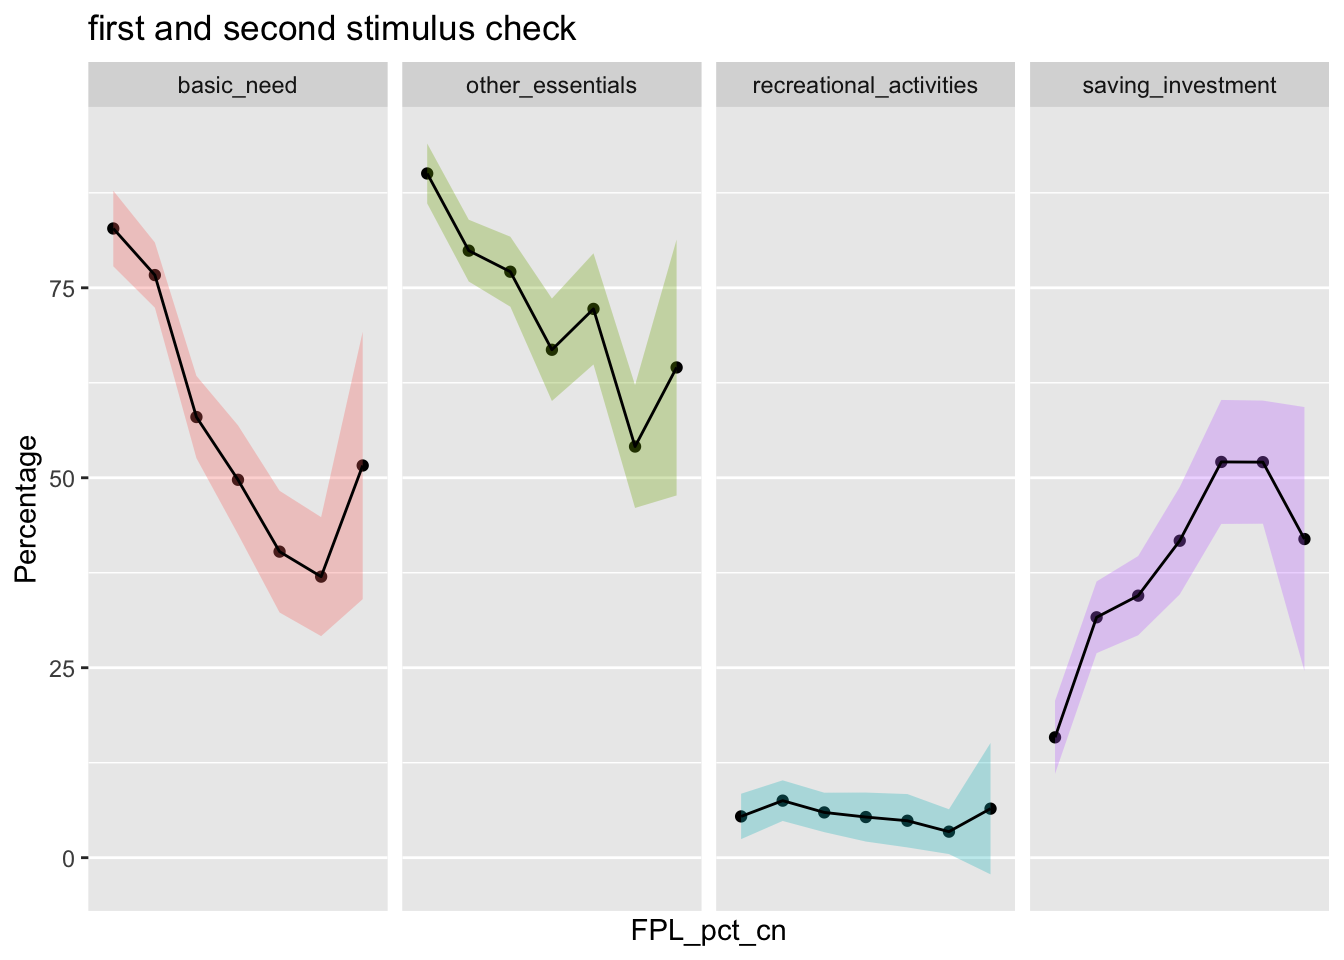 first and second stimulus check
basic_need
other_essentials
recreational_activities
saving_investment
Percentage
75
50
25
0
FPL_pct_cn